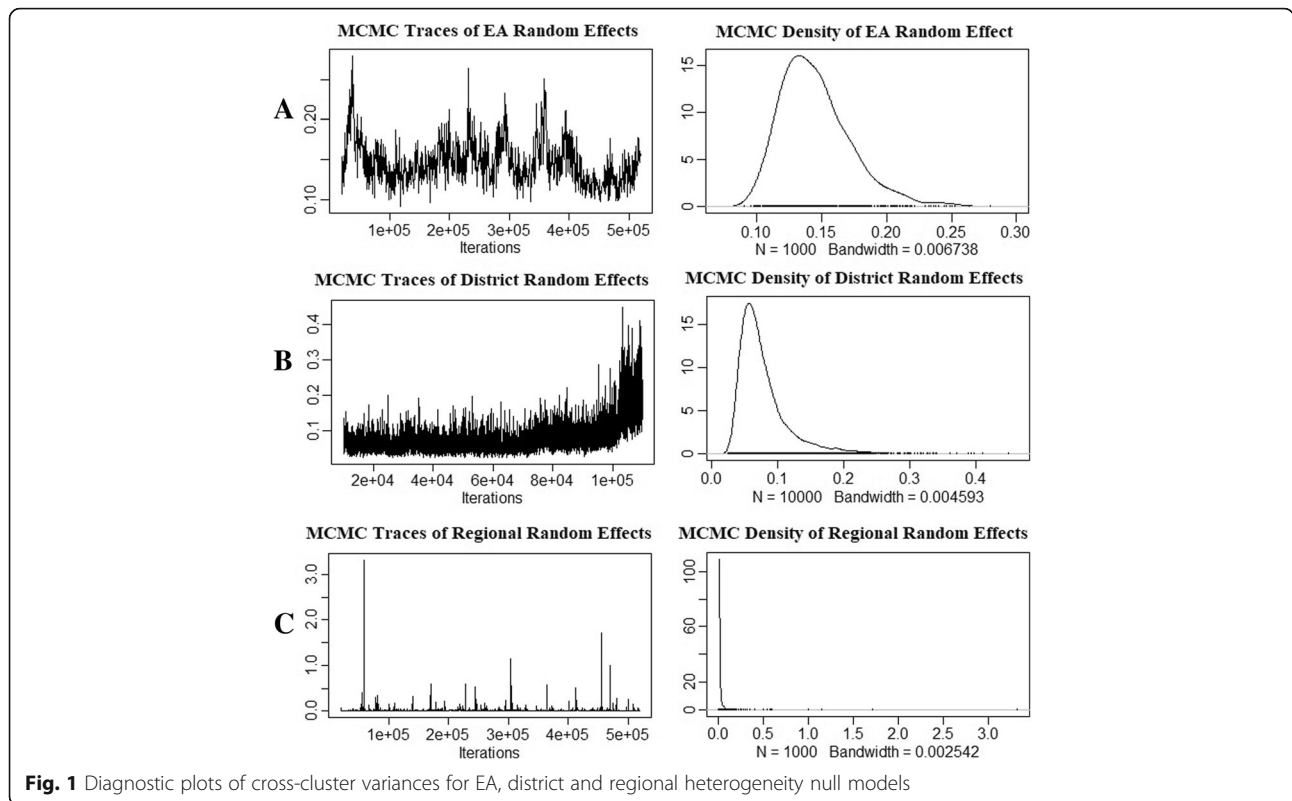 MCMC Traces of EA Random Effects
MCMC Density of EA Random Effect
A
0.10 0.20
1e+05 2e+05 3e+05 4e+05 5e+05
Iterations
0 5 10 15
0.10 0.15 0.20 0.25 0.30
N = 1000 Bandwidth = 0.006738
MCMC Traces of District Random Effects
MCMC Density of District Random Effects
B
0.1 0.2 0.3 0.4
2e+04 4e+04 6e+04 8e+04 1e+05
Iterations
0 5 10 15
0.0 0.1 0.2 0.3 0.4
N = 10000 Bandwidth = 0.004593
MCMC Traces of Regional Random Effects
MCMC Density of Regional Random Effects
C
0.0 1.0 2.0 3.0
1e+05 2e+05 3e+05 4e+05 5e+05
Iterations
0 20 40 60 80 100
0.0 0.5 1.0 1.5 2.0 2.5 3.0
N = 1000 Bandwidth = 0.002542
Fig. 1 Diagnostic plots of cross-cluster variances for EA, district and regional heterogeneity null models